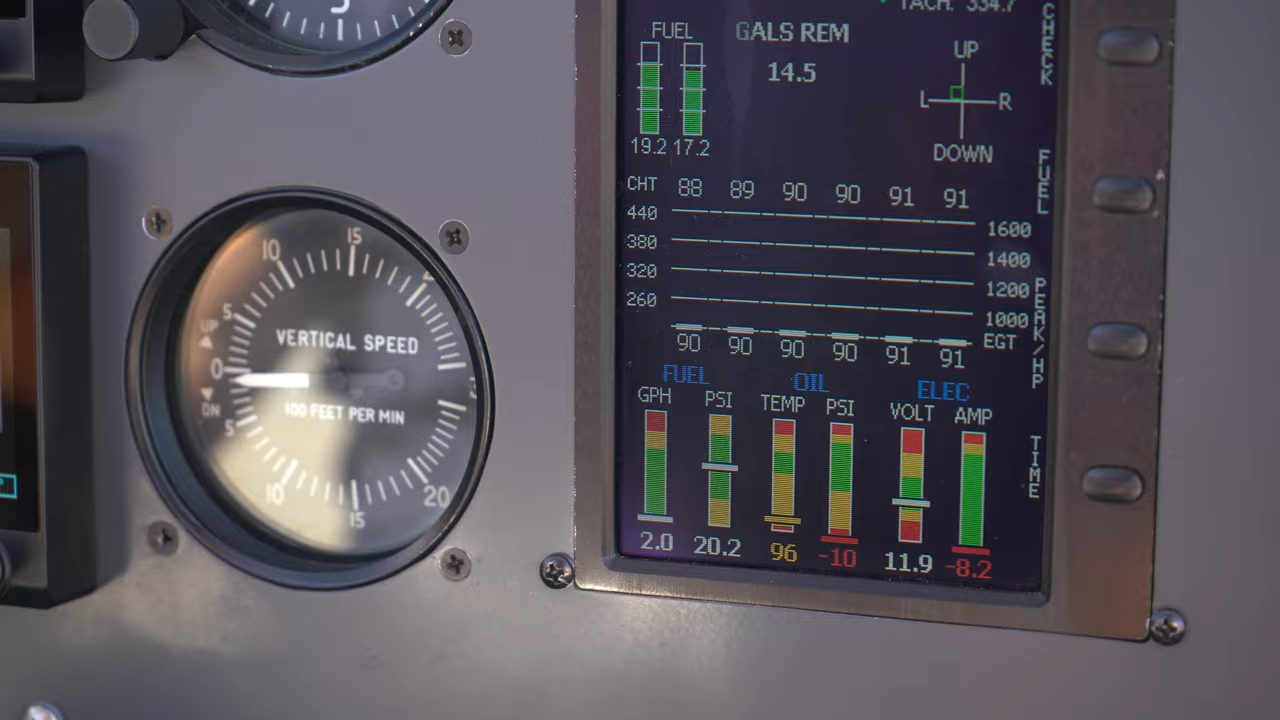 TACH: 334.7
FUEL
GALS REM
14.5
19.2 17.2
UP
L R
DOWN
CHECK
FUEL
PEAK/HP
TIME
CHT 88 89 90 90 91 91
440
380
320
260
1600
1400
1200
1000
EGT
90 90 90 90 91 91
FUEL OIL ELEC
GPH PSI TEMP PSI VOLT AMP
2.0 20.2 96 -10 11.9 -8.2
15
10
5
UP
VERTICAL SPEED
0
DN
100 FEET PER MIN
5
10
15
20